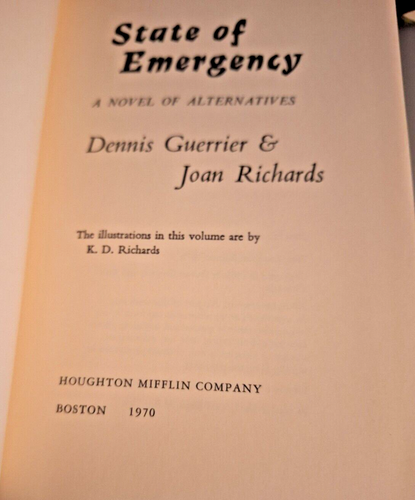 State of
Emergency
A NOVEL OF ALTERNATIVES
Dennis Guerrier &
Joan Richards
The illustrations in this volume are by
K. D. Richards
HOUGHTON MIFFLIN COMPANY
BOSTON 1970